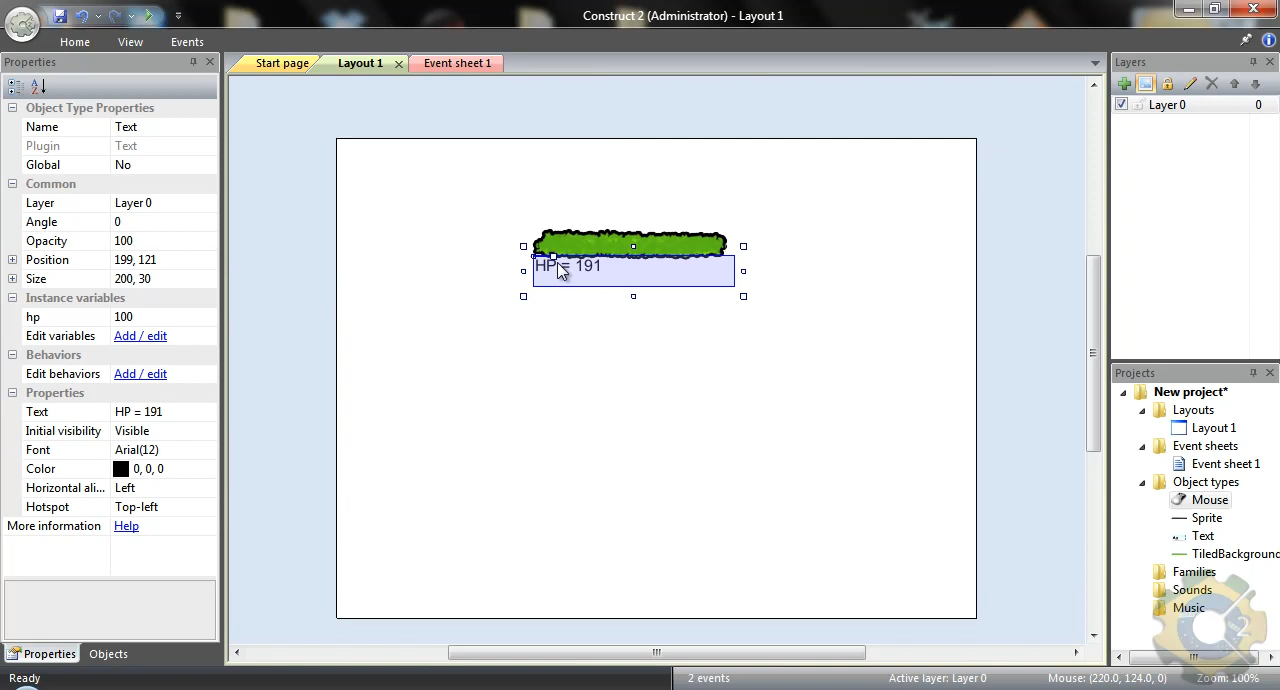 Construct 2 (Administrator) - Layout 1
Home View Events
Properties
Start page Layout 1 Event sheet 1
Layers
Object Type Properties
Name Text
Plugin Text
Global No
Common
Layer Layer 0
Angle 0
Opacity 100
Position 199, 121
Size 200, 30
Instance variables
hp 100
Edit variables Add / edit
Behaviors
Edit behaviors Add / edit
Properties
Text HP = 191
Initial visibility Visible
Font Arial(12)
Color 0, 0, 0
Horizontal ali... Left
Hotspot Top-left
More information Help
Properties Objects
HP = 191
Layer 0 0
Projects
New project*
Layouts
Layout 1
Event sheets
Event sheet 1
Object types
Mouse
Sprite
Text
TiledBackground
Families
Sounds
Music
Ready 2 events Active layer: Layer 0 Mouse: (220.0, 124.0, 0) Zoom: 100%